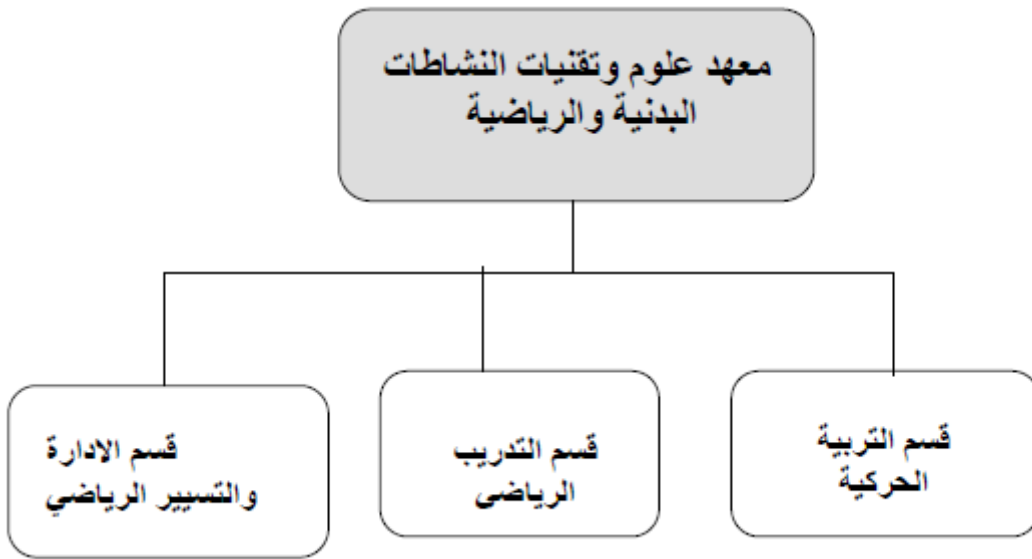 معهد علوم وتقنيات النشاطات
البدنية والرياضية
قسم التربية
الحركية
قسم التدريب
الرياضي
قسم الادارة
والتسيير الرياضي